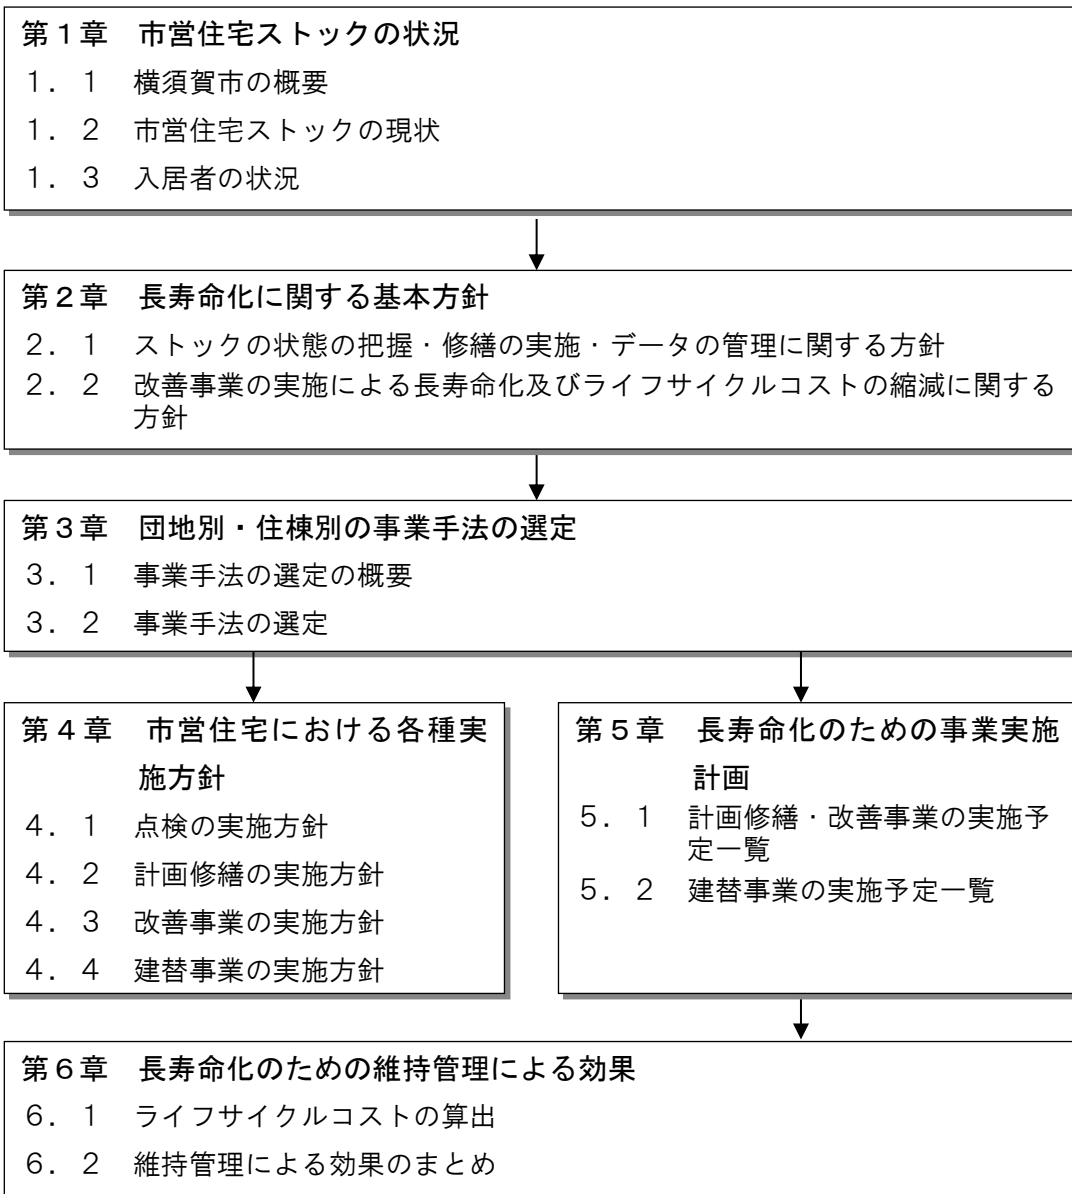 第１章　市営住宅ストックの状況
１．１　横須賀市の概要
１．２　市営住宅ストックの現状
１．３　入居者の状況
第２章　長寿命化に関する基本方針
２．１　ストックの状態の把握・修繕の実施・データの管理に関する方針
２．２　改善事業の実施による長寿命化及びライフサイクルコストの縮減に関する
方針
第３章　団地別・住棟別の事業手法の選定
３．１　事業手法の選定の概要
３．２　事業手法の選定
第４章　市営住宅における各種実
施方針
４．１　点検の実施方針
４．２　計画修繕の実施方針
４．３　改善事業の実施方針
４．４　建替事業の実施方針
第５章　長寿命化のための事業実施
計画
５．１　計画修繕・改善事業の実施予
定一覧
５．２　建替事業の実施予定一覧
第６章　長寿命化のための維持管理による効果
６．１　ライフサイクルコストの算出
６．２　維持管理による効果のまとめ